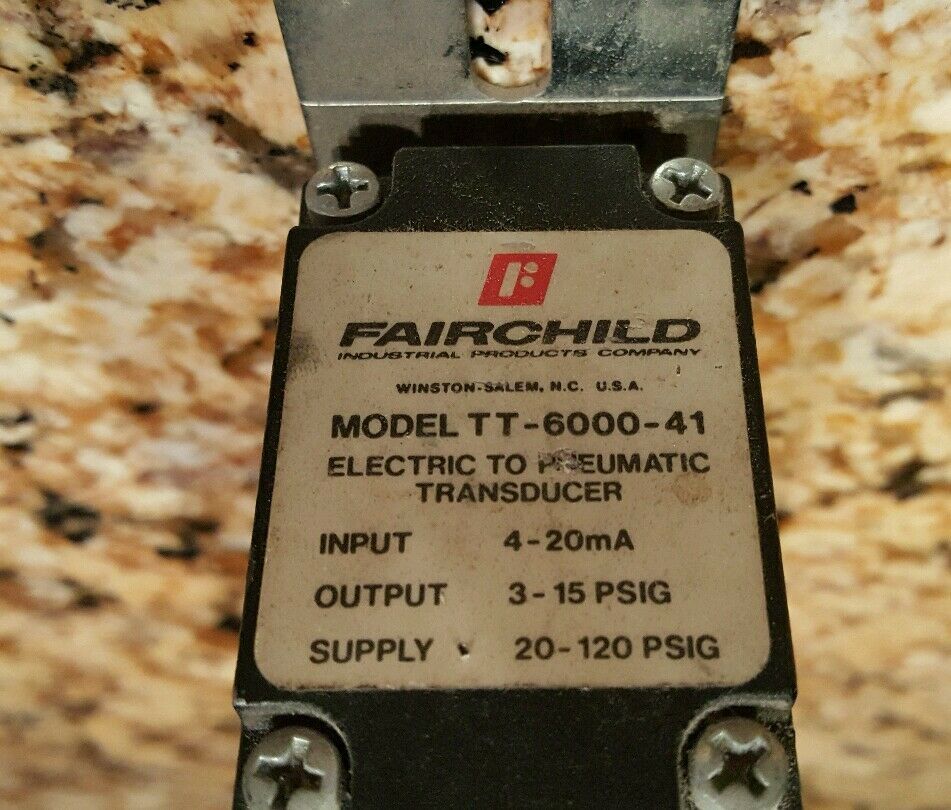 FAIRCHILD
INDUSTRIAL PRODUCTS COMPANY
WINSTON-SALEM, N.C. U.S.A.
MODEL TT-6000-41
ELECTRIC TO PNEUMATIC
TRANSDUCER
INPUT 4-20mA
OUTPUT 3-15 PSIG
SUPPLY 20-120 PSIG